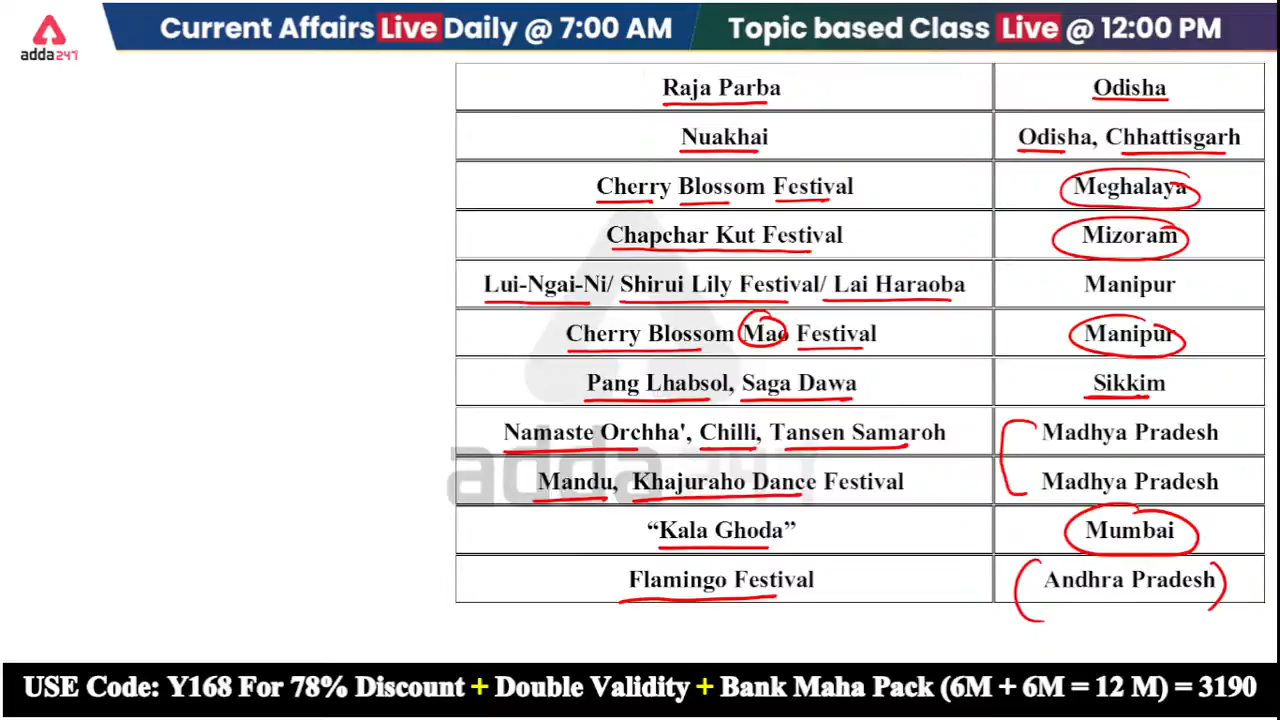 adda247
Current Affairs Live Daily @ 7:00 AM
Topic based Class Live @ 12:00 PM
Raja Parba Odisha
Nuakhai Odisha, Chhattisgarh
Cherry Blossom Festival Meghalaya
Chapchar Kut Festival Mizoram
Lui-Ngai-Ni/ Shirui Lily Festival/ Lai Haraoba Manipur
Cherry Blossom Mao Festival Manipur
Pang Lhabsol, Saga Dawa Sikkim
Namaste Orchha', Chilli, Tansen Samaroh Madhya Pradesh
Mandu, Khajuraho Dance Festival Madhya Pradesh
“Kala Ghoda” Mumbai
Flamingo Festival Andhra Pradesh
adda247
USE Code: Y168 For 78% Discount + Double Validity + Bank Maha Pack (6M + 6M = 12 M) = 3190